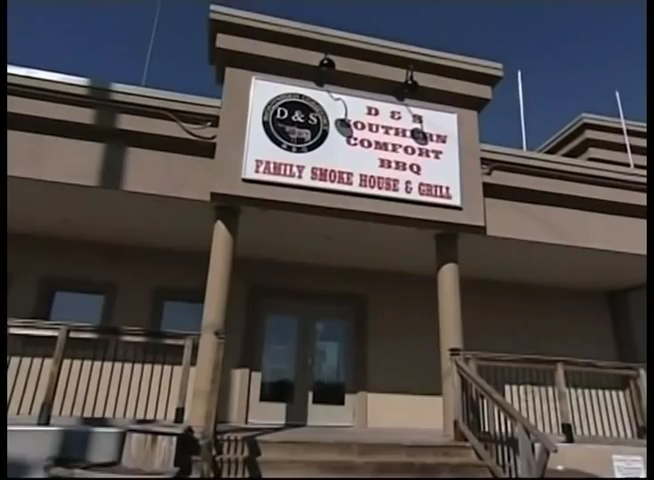 D & S
D & S
SOUTHERN
COMFORT
BBQ
FAMILY SMOKE HOUSE & GRILL